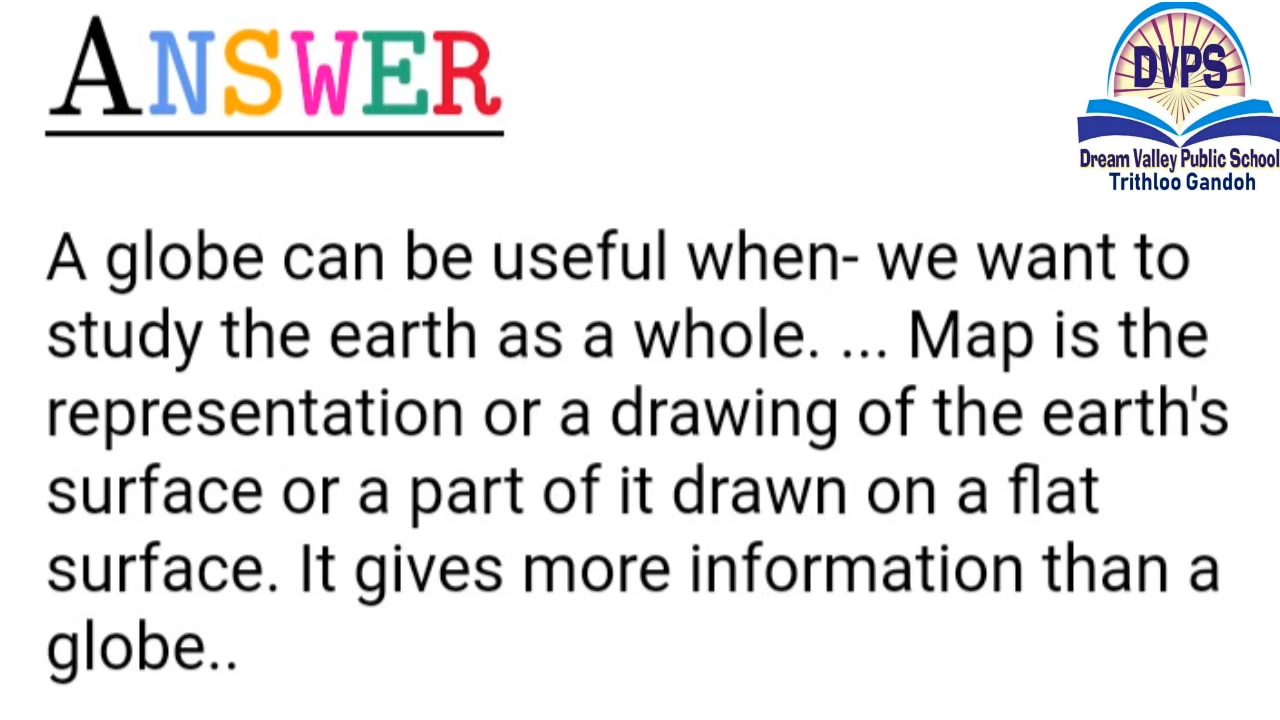 ANSWER
DVPS
Dream Valley Public School
Trithloo Gandoh
A globe can be useful when- we want to
study the earth as a whole. ... Map is the
representation or a drawing of the earth's
surface or a part of it drawn on a flat
surface. It gives more information than a
globe..